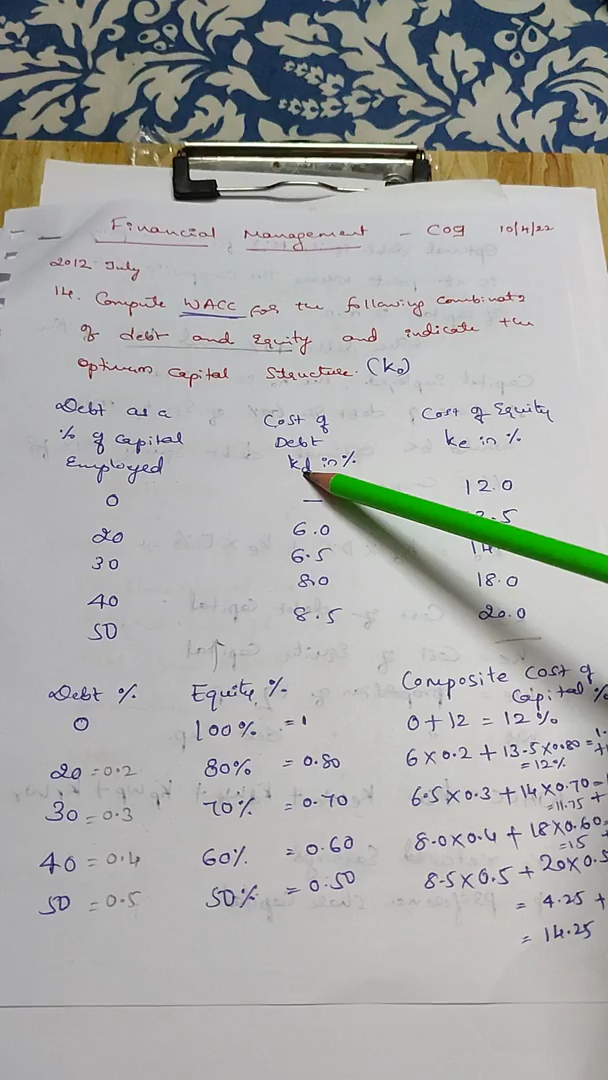 Financial Management - CO9 10/4/22
2012 July
14. Compute WACC for the following combinats
of debt and Equity and indicate the
Optimum Capital Structure. (Ko)
Debt as a Cost of Cost of Equity
% of Capital Debt ke in %
Employed kd in %
0 — 12.0
20 6.0 .5
30 6.5 14
40 8.0 18.0
50 8.5 20.0
Debt % Equity % Composite Cost of
Capital %
0 100% = 1 0 + 12 = 12%
20 = 0.2 80% = 0.80 6 x 0.2 + 13.5 x 0.80 = 1.
= 12%
30 = 0.3 70% = 0.70 6.5 x 0.3 + 14 x 0.70 =
= 11.75 +
40 = 0.4 60% = 0.60 8.0 x 0.4 + 18 x 0.60 =
= 15 +
50 = 0.5 50% = 0.50 8.5 x 0.5 + 20 x 0.5
= 4.25 +
= 14.25